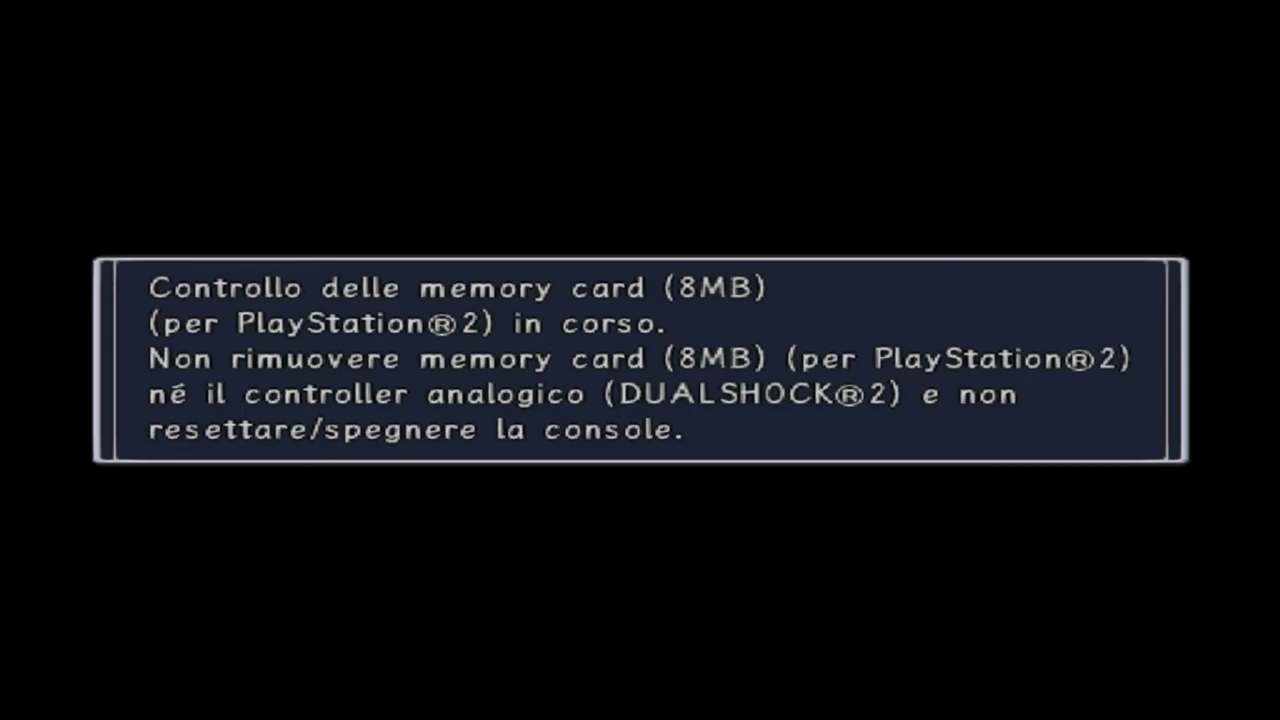 Controllo delle memory card (8MB)
(per PlayStation®2) in corso.
Non rimuovere memory card (8MB) (per PlayStation®2)
né il controller analogico (DUALSHOCK®2) e non
resettare/spegnere la console.